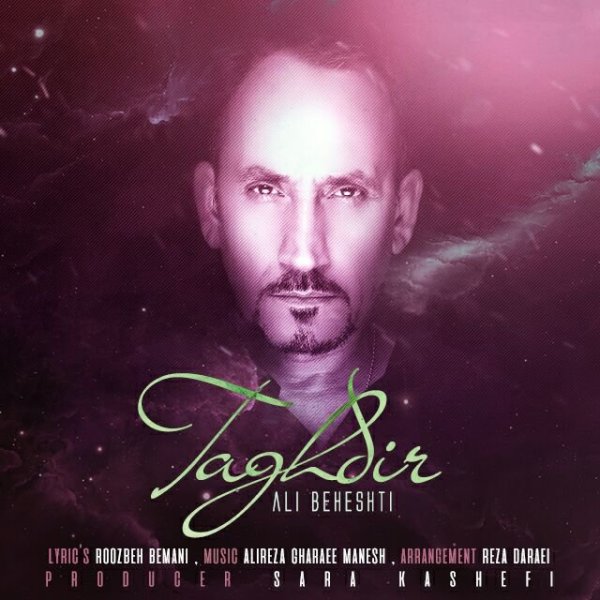 Taghdir
ALI BEHESHTI
LYRIC'S ROOZBEH BEMANI , MUSIC ALIREZA GHARAEE MANESH , ARRANGEMENT REZA DARAEI
PRODUCER SARA KASHEFI